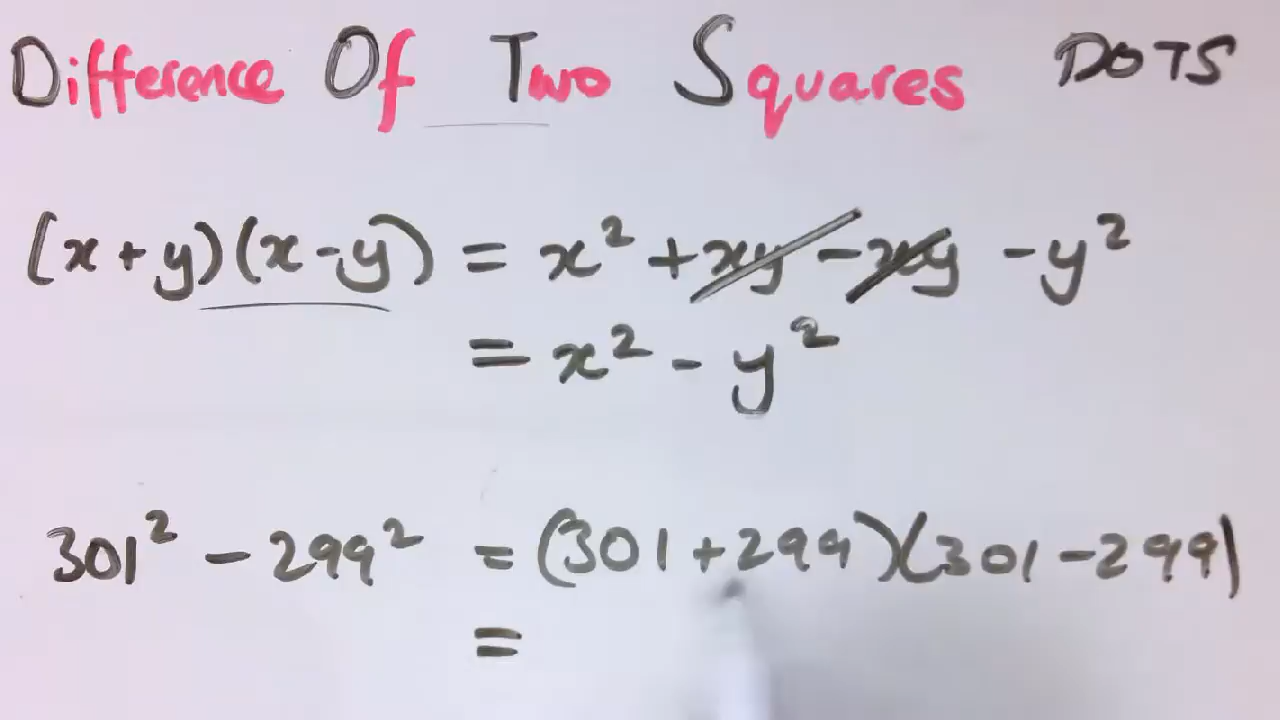 Difference Of Two Squares DOTS
(x+y)(x-y) = x² +xy -xy -y²
= x² - y²
301² - 299² = (301+299)(301-299)
=